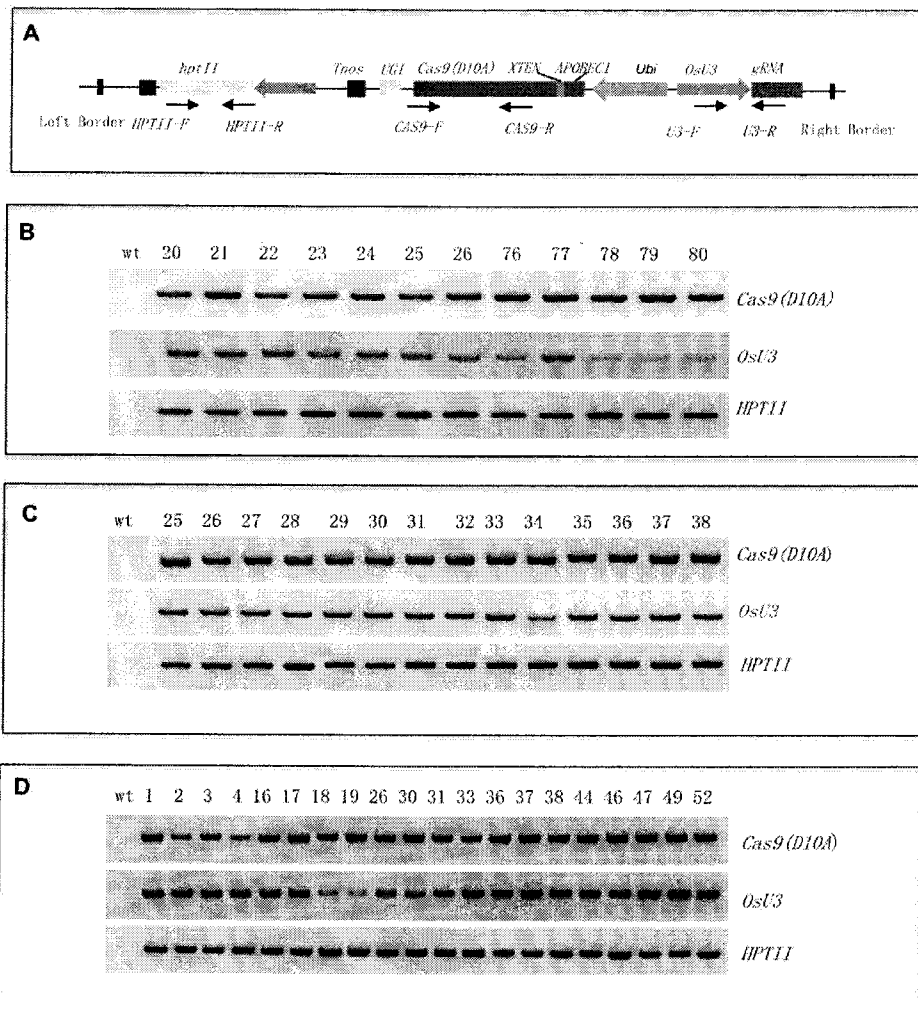 A
hptII Tnos UGI Cas9(D10A) XTEN APOBEC1 Ubi OsU3 gRNA
Left Border HPTII-F HPTII-R CAS9-F CAS9-R U3-F U3-R Right Border
B
wt 20 21 22 23 24 25 26 76 77 78 79 80
Cas9(D10A)
OsU3
HPTII
C
wt 25 26 27 28 29 30 31 32 33 34 35 36 37 38
Cas9(D10A)
OsU3
HPTII
D
wt 1 2 3 4 16 17 18 19 26 30 31 33 36 37 38 44 46 47 49 52
Cas9(D10A)
OsU3
HPTII